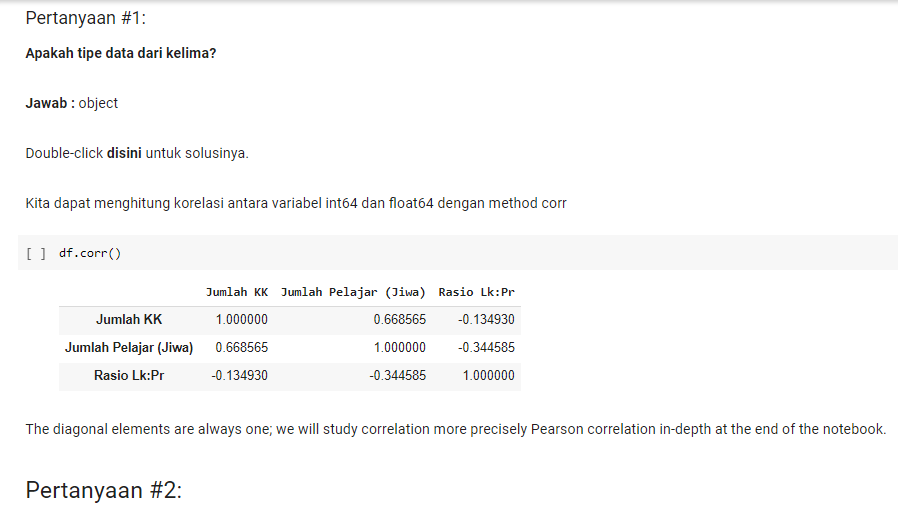 Pertanyaan #1:
Apakah tipe data dari kelima?
Jawab : object
Double-click disini untuk solusinya.
Kita dapat menghitung korelasi antara variabel int64 dan float64 dengan method corr
[ ] df.corr()
Jumlah KK Jumlah Pelajar (Jiwa) Rasio Lk:Pr
Jumlah KK 1.000000 0.668565 -0.134930
Jumlah Pelajar (Jiwa) 0.668565 1.000000 -0.344585
Rasio Lk:Pr -0.134930 -0.344585 1.000000
The diagonal elements are always one; we will study correlation more precisely Pearson correlation in-depth at the end of the notebook.
Pertanyaan #2: